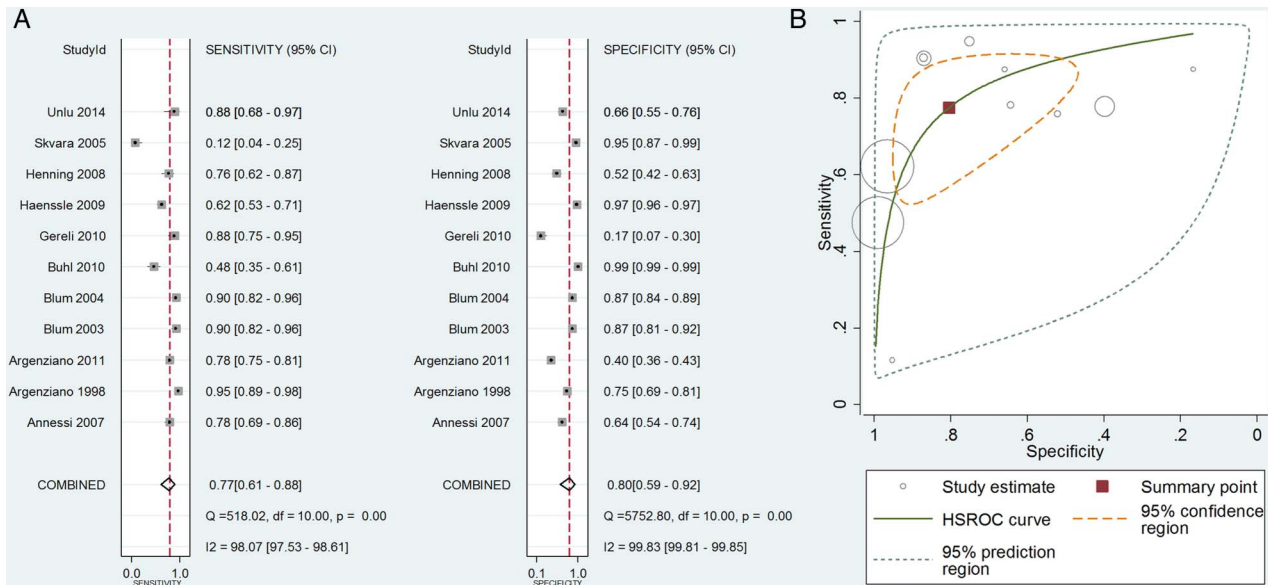 A
StudyId SENSITIVITY (95% CI)
Unlu 2014 0.88 [0.68 - 0.97]
Skvara 2005 0.12 [0.04 - 0.25]
Henning 2008 0.76 [0.62 - 0.87]
Haenssle 2009 0.62 [0.53 - 0.71]
Gereli 2010 0.88 [0.75 - 0.95]
Buhl 2010 0.48 [0.35 - 0.61]
Blum 2004 0.90 [0.82 - 0.96]
Blum 2003 0.90 [0.82 - 0.96]
Argenziano 2011 0.78 [0.75 - 0.81]
Argenziano 1998 0.95 [0.89 - 0.98]
Annessi 2007 0.78 [0.69 - 0.86]
COMBINED 0.77[0.61 - 0.88]
Q =518.02, df = 10.00, p = 0.00
I2 = 98.07 [97.53 - 98.61]
0.0 1.0
SENSITIVITY
StudyId SPECIFICITY (95% CI)
Unlu 2014 0.66 [0.55 - 0.76]
Skvara 2005 0.95 [0.87 - 0.99]
Henning 2008 0.52 [0.42 - 0.63]
Haenssle 2009 0.97 [0.96 - 0.97]
Gereli 2010 0.17 [0.07 - 0.30]
Buhl 2010 0.99 [0.99 - 0.99]
Blum 2004 0.87 [0.84 - 0.89]
Blum 2003 0.87 [0.81 - 0.92]
Argenziano 2011 0.40 [0.36 - 0.43]
Argenziano 1998 0.75 [0.69 - 0.81]
Annessi 2007 0.64 [0.54 - 0.74]
COMBINED 0.80[0.59 - 0.92]
Q =5752.80, df = 10.00, p = 0.00
I2 = 99.83 [99.81 - 99.85]
0.1 1.0
SPECIFICITY
B
1
.8
.6
.4
.2
0
Sensitivity
1 .8 .6 .4 .2 0
Specificity
Study estimate
Summary point
HSROC curve
95% confidence
region
95% prediction
region